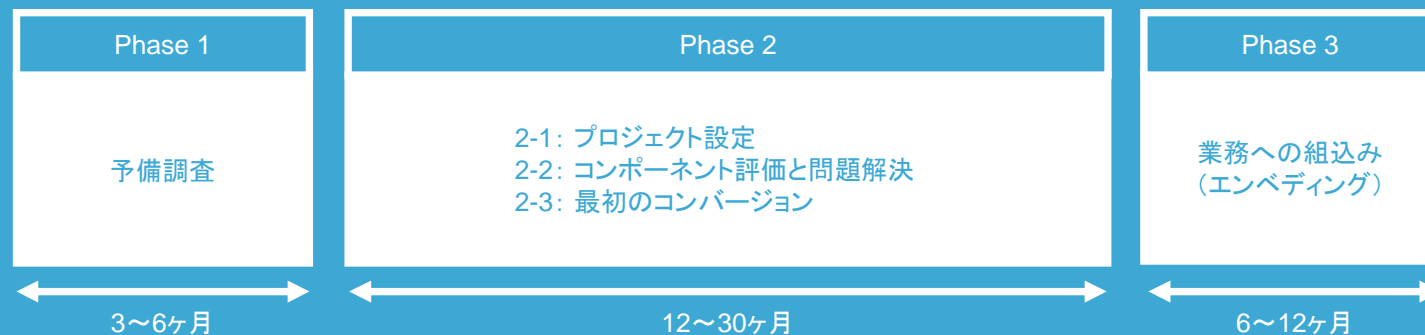 Phase 1
予備調査
3～6ヶ月
Phase 2
2-1： プロジェクト設定
2-2： コンポーネント評価と問題解決
2-3： 最初のコンバージョン
12～30ヶ月
Phase 3
業務への組込み
（エンベディング）
6～12ヶ月